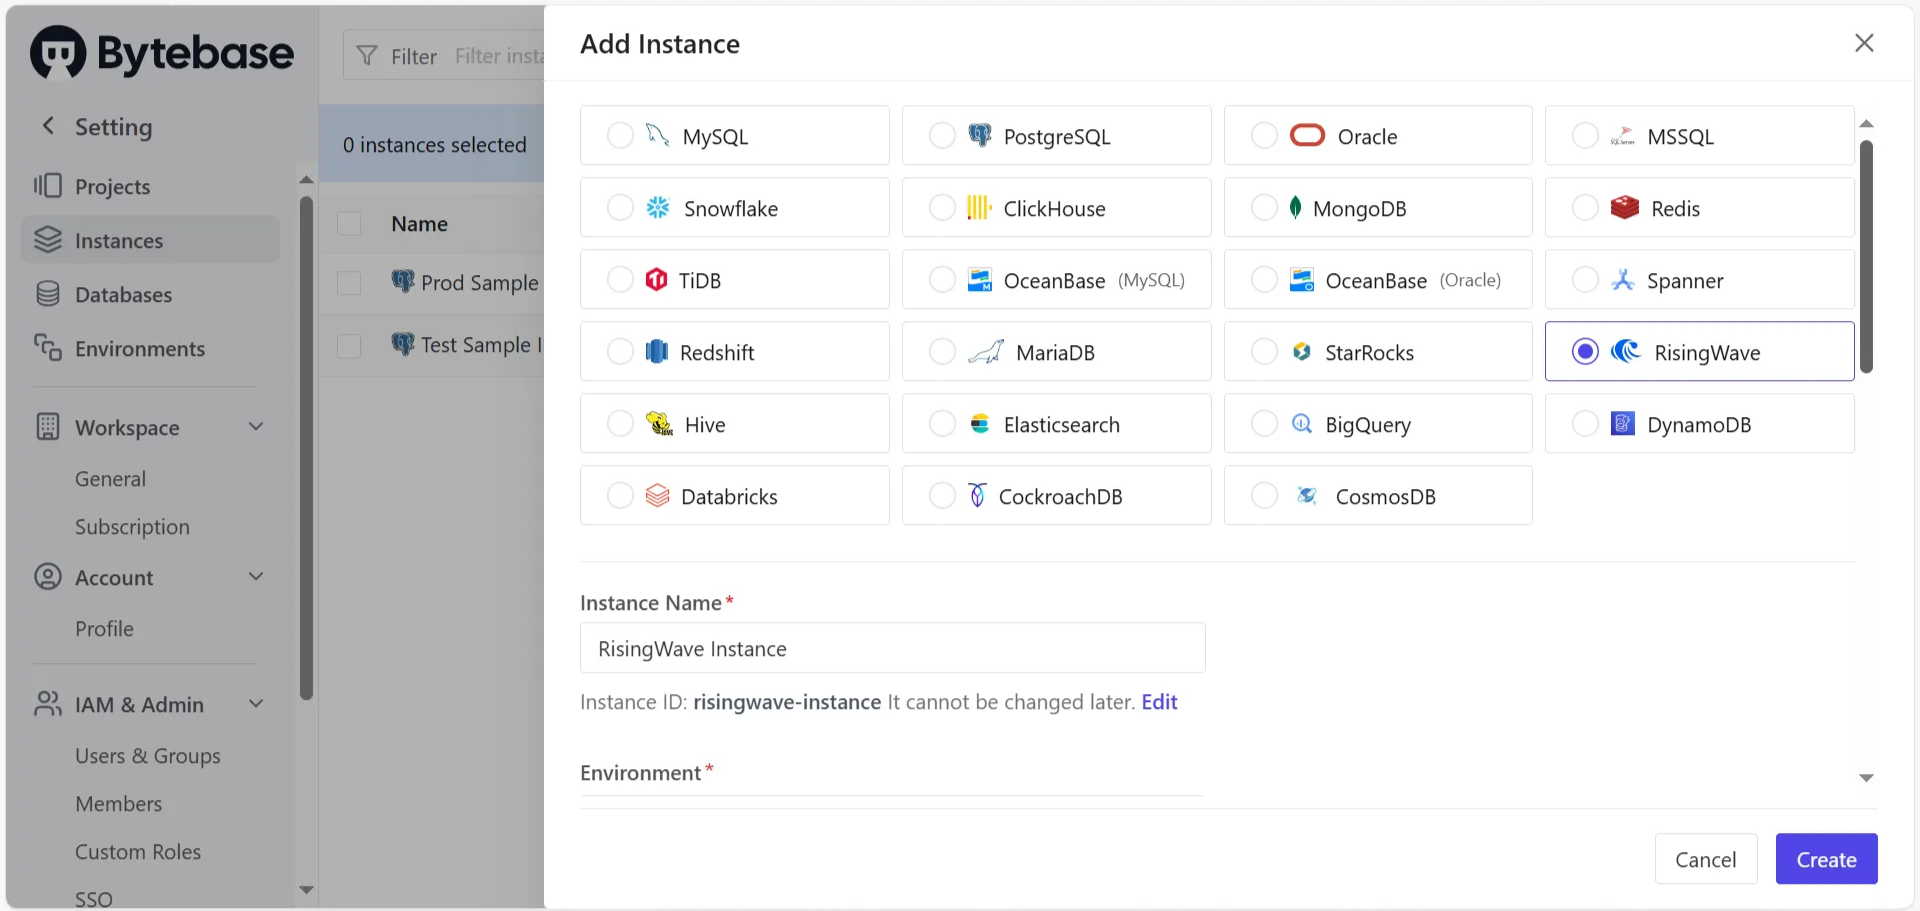 Bytebase
Setting
Projects
Instances
Databases
Environments
Workspace
General
Subscription
Account
Profile
IAM & Admin
Users & Groups
Members
Custom Roles
SSO
Filter Filter insta
0 instances selected
Name
Prod Sample
Test Sample I
Add Instance
MySQL PostgreSQL Oracle SQL Server MSSQL
Snowflake ClickHouse MongoDB Redis
TiDB M OceanBase (MySQL) O OceanBase (Oracle) Spanner
Redshift MariaDB StarRocks RisingWave
HIVE Hive Elasticsearch BigQuery DynamoDB
Databricks CockroachDB CosmosDB
Instance Name*
RisingWave Instance
Instance ID: risingwave-instance It cannot be changed later. Edit
Environment*
Cancel Create